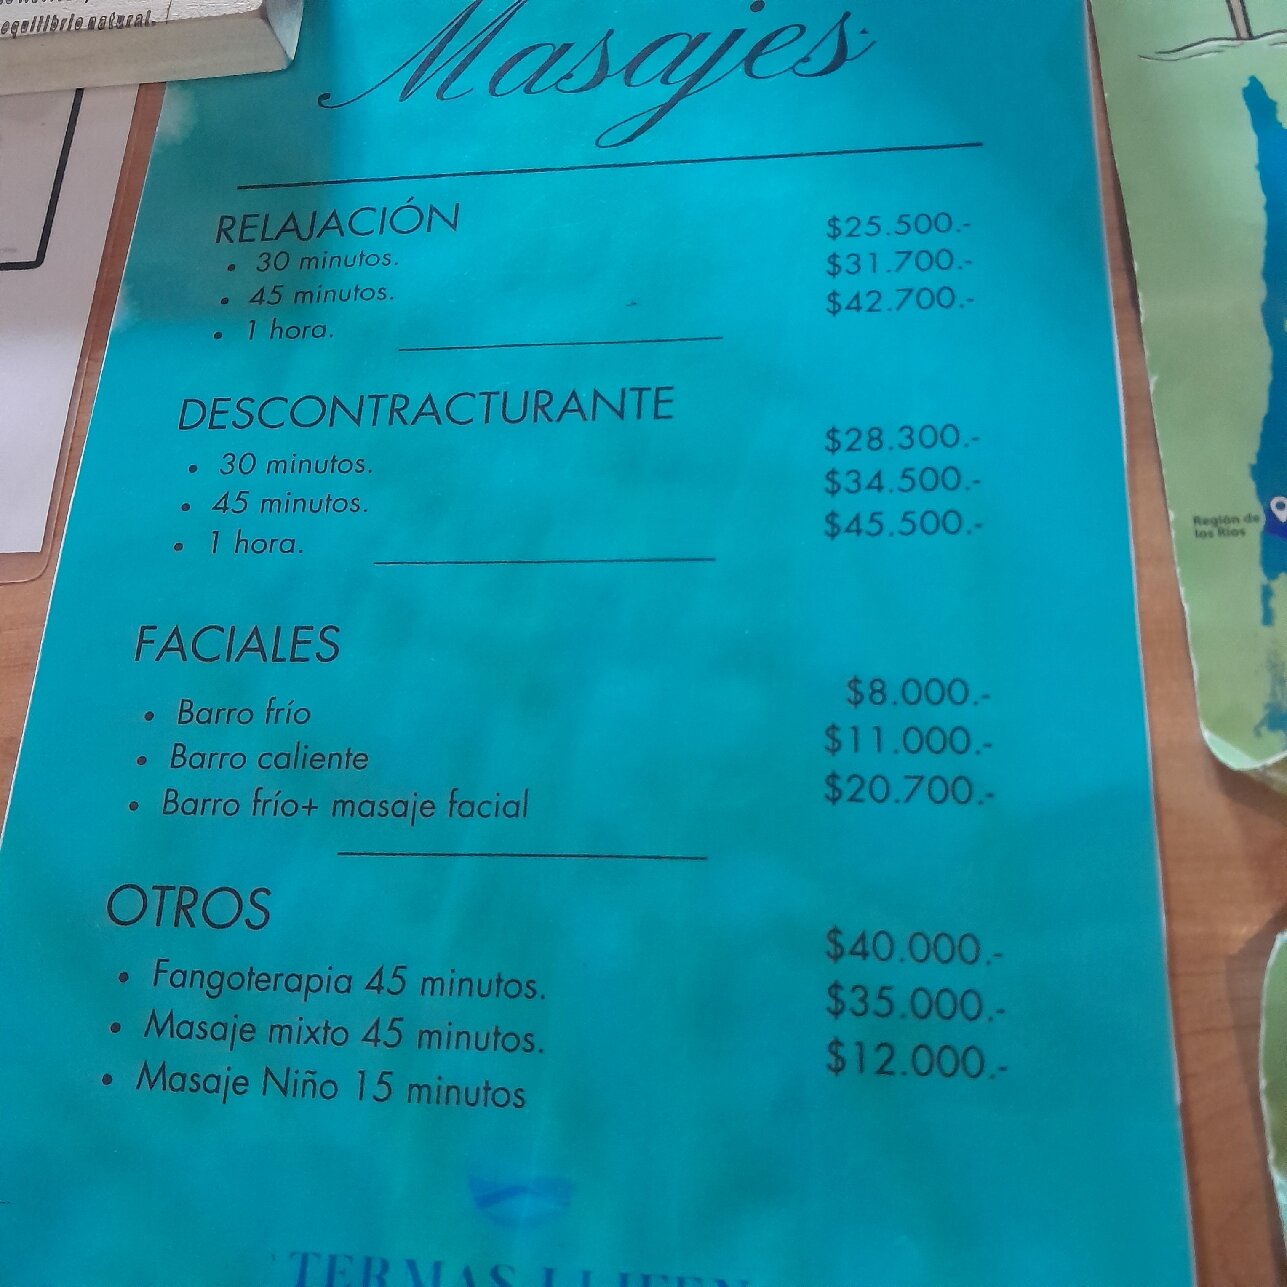 equilibrio natural.
Masajes
RELAJACIÓN
• 30 minutos. $25.500.-
• 45 minutos. $31.700.-
• 1 hora. $42.700.-
DESCONTRACTURANTE
• 30 minutos. $28.300.-
• 45 minutos. $34.500.-
• 1 hora. $45.500.-
FACIALES
• Barro frío $8.000.-
• Barro caliente $11.000.-
• Barro frío+ masaje facial $20.700.-
OTROS
• Fangoterapia 45 minutos. $40.000.-
• Masaje mixto 45 minutos. $35.000.-
• Masaje Niño 15 minutos $12.000.-
TERMAS LLIFEN
Región de
los Ríos